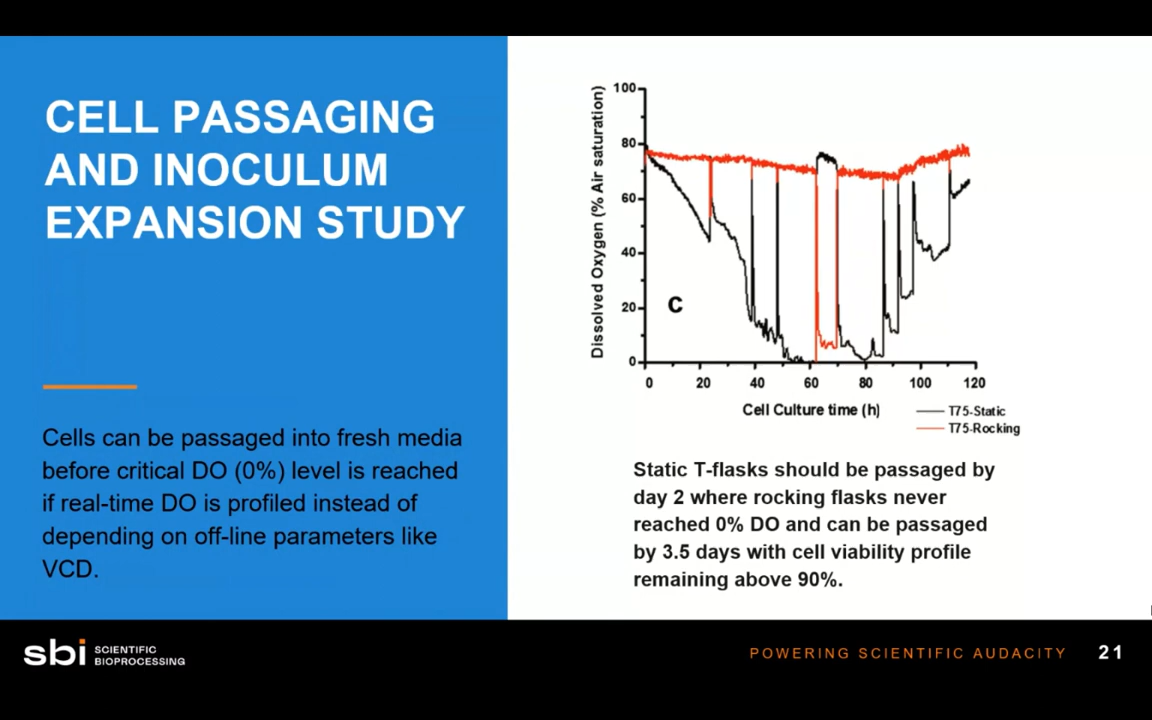 CELL PASSAGING
AND INOCULUM
EXPANSION STUDY
Cells can be passaged into fresh media
before critical DO (0%) level is reached
if real-time DO is profiled instead of
depending on off-line parameters like
VCD.
Dissolved Oxygen (% Air saturation)
100
80
60
40
20
0
C
0 20 40 60 80 100 120
Cell Culture time (h)
T75-Static
T75-Rocking
Static T-flasks should be passaged by
day 2 where rocking flasks never
reached 0% DO and can be passaged
by 3.5 days with cell viability profile
remaining above 90%.
sbi SCIENTIFIC
BIOPROCESSING
POWERING SCIENTIFIC AUDACITY 21